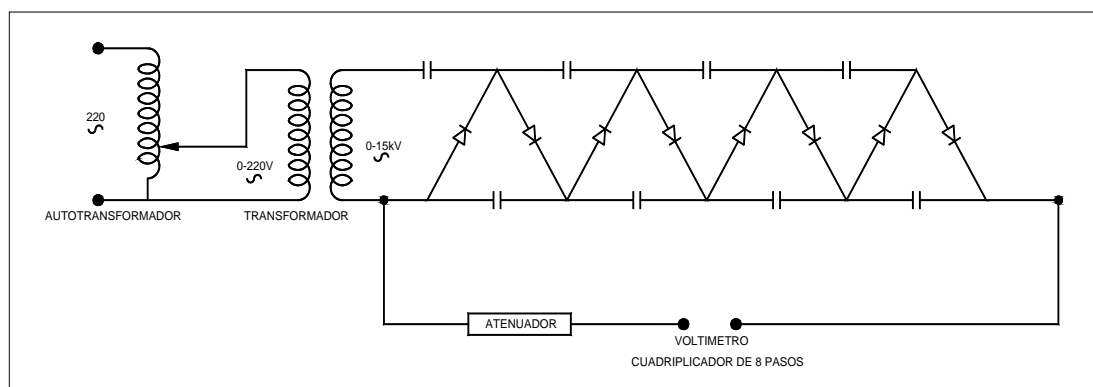 220
0-220V
0-15kV
AUTOTRANSFORMADOR
TRANSFORMADOR
ATENUADOR
VOLTIMETRO
CUADRIPLICADOR DE 8 PASOS